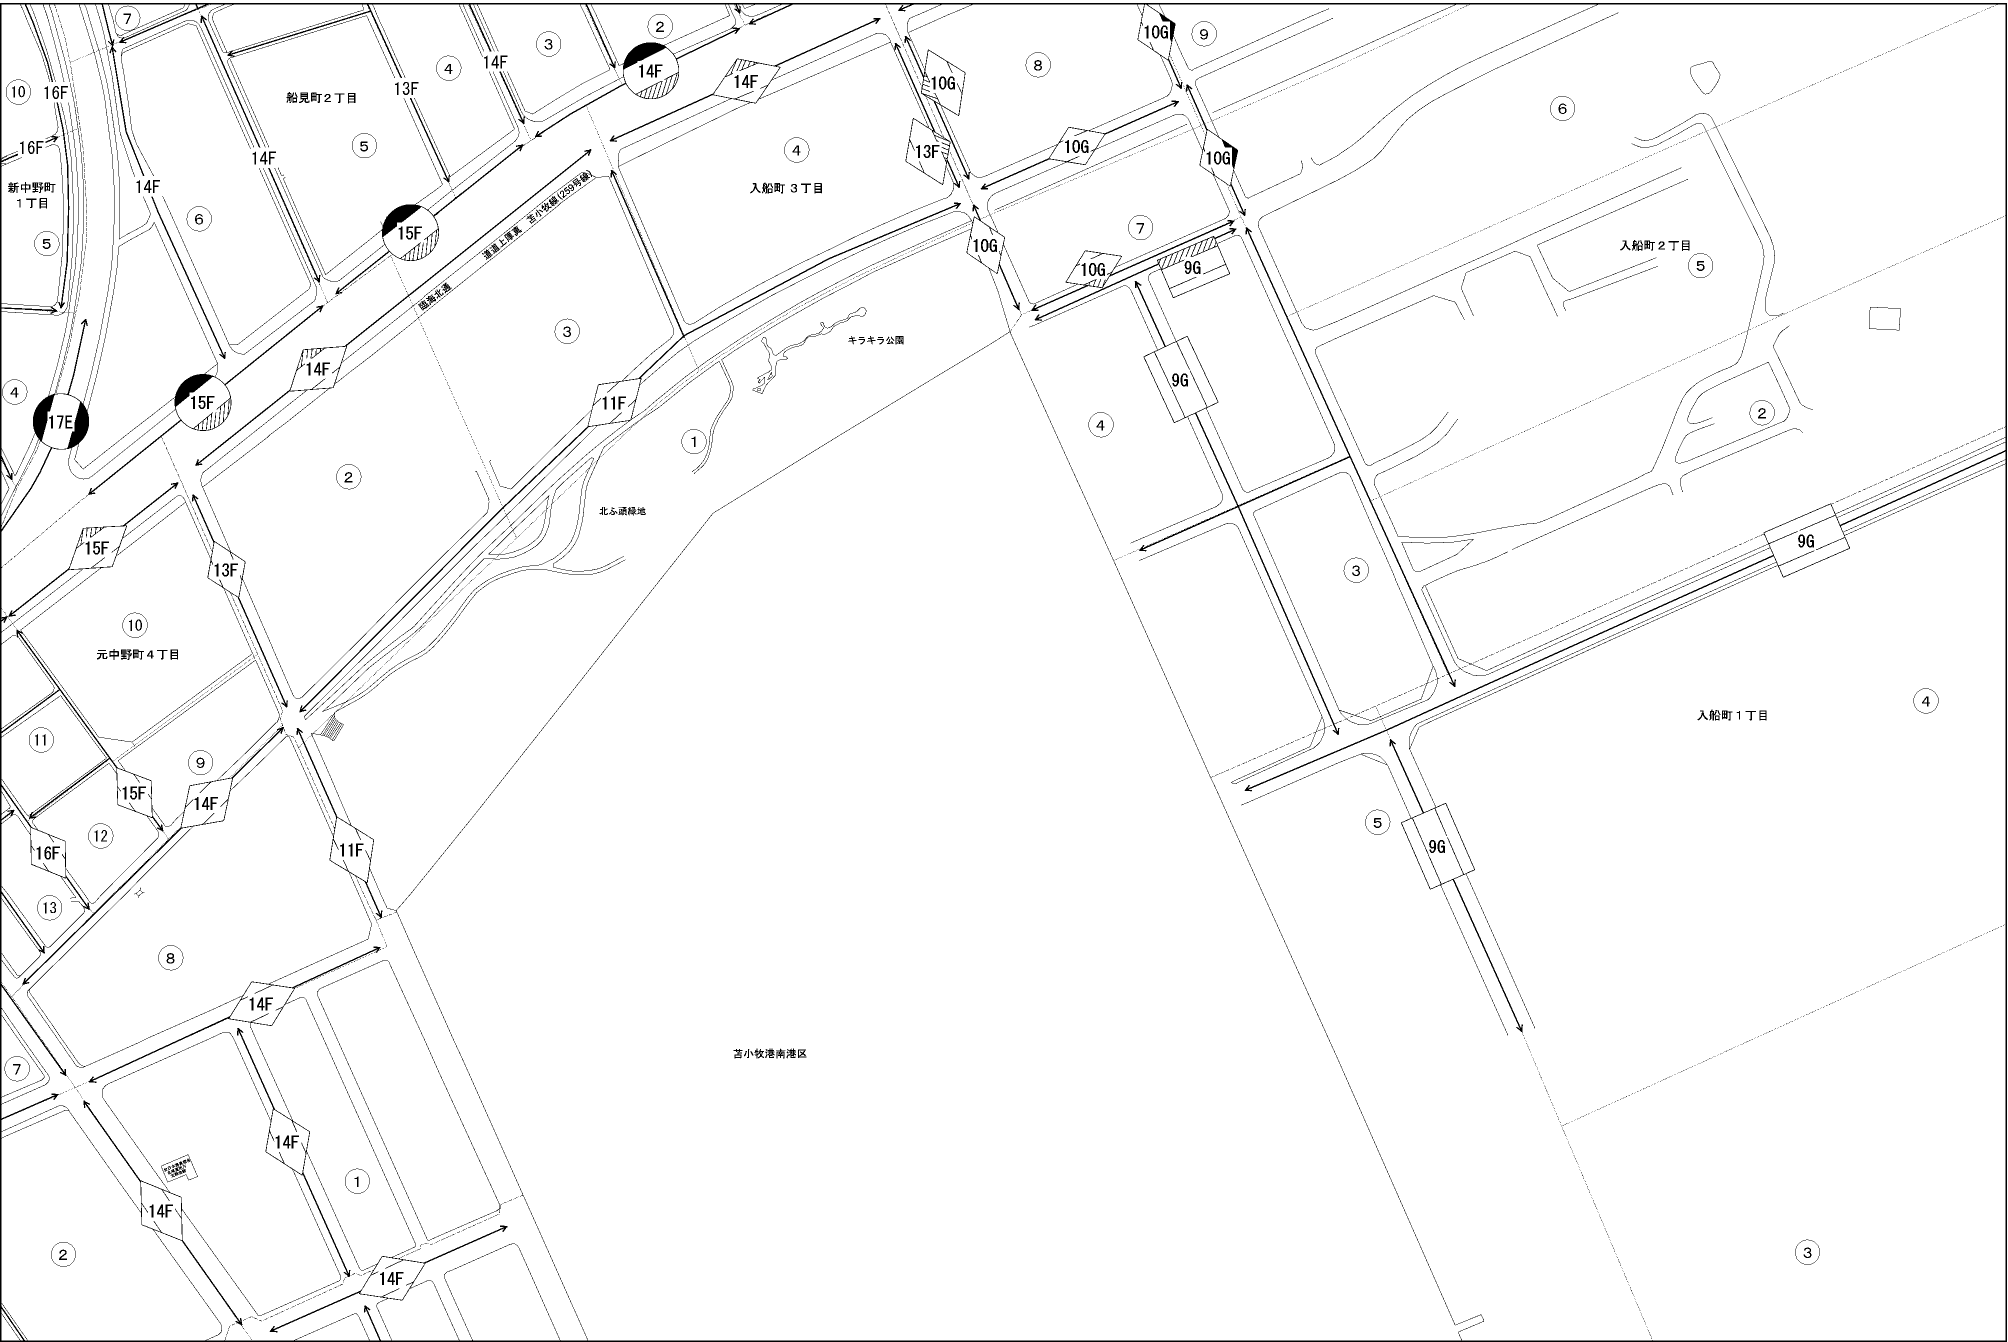 ⑦
②
⑨
10G
③
14F
④
14F
⑧
14F
10G
⑩
16F
13F
船見町２丁目
⑥
⑤
16F
14F
10G
13F
④
10G
14F
新中野町
１丁目
入船町３丁目
道道上厚真　苫小牧線(259号線)
⑤
⑥
15F
10G
⑦
入船町２丁目
⑤
10G
9G
臨海北通
③
キラキラ公園
14F
④
15F
17E
11F
9G
④
②
①
②
北ふ頭緑地
15F
13F
9G
③
⑩
元中野町４丁目
⑪
⑨
入船町１丁目
④
15F
14F
⑫
16F
11F
⑤
9G
⑬
⑧
14F
苫小牧港南港区
⑦
14F
①
14F
②
14F
③